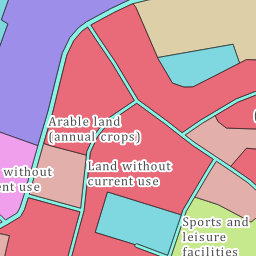 Arable land
(annual crops)
without
ent use
Land without
current use
Sports and
leisure
facilities